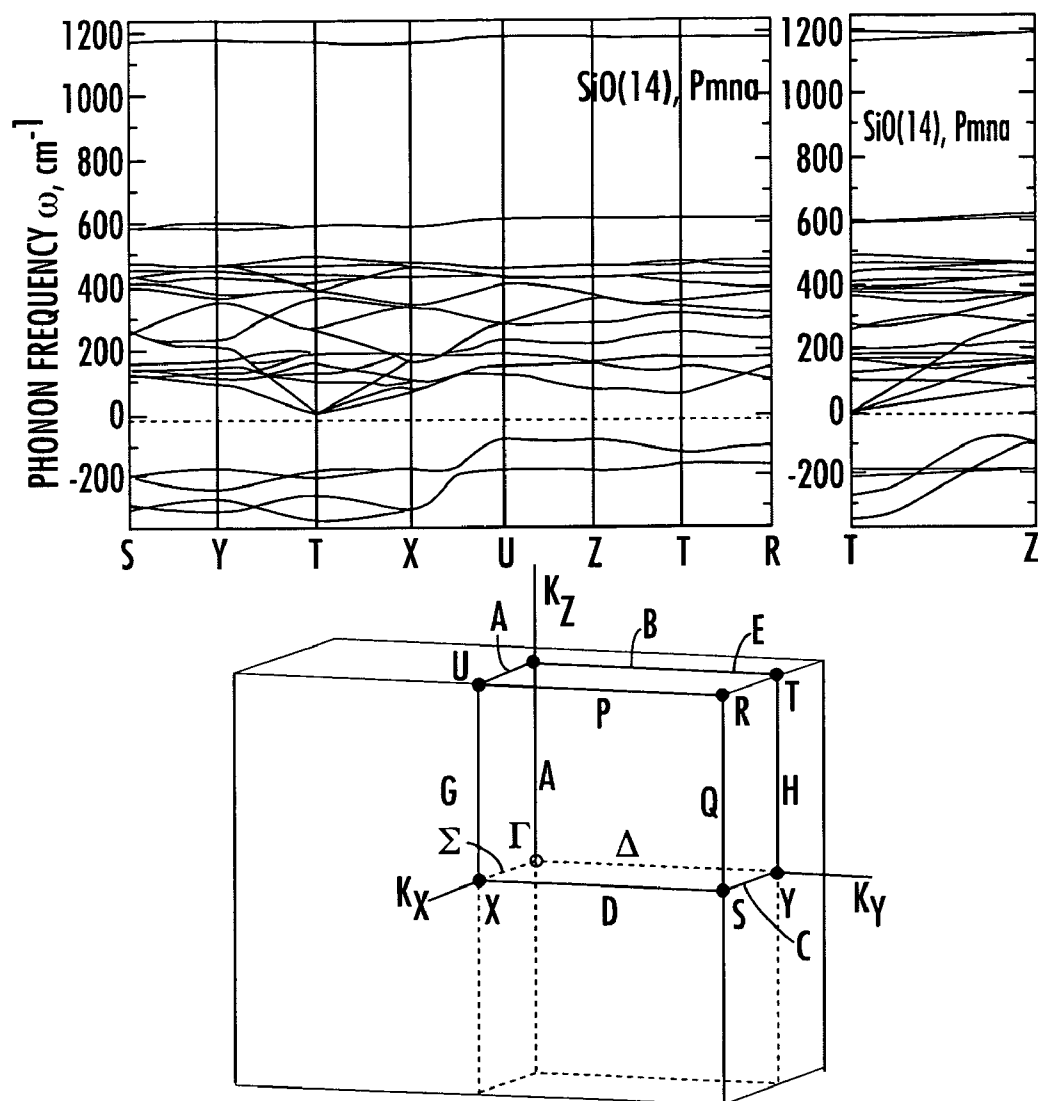 PHONON FREQUENCY ω, cm⁻¹
1200
1000
800
600
400
200
0
-200
SiO(14), Pmna
S Y T X U Z T R
1200
1000
800
600
400
200
0
-200
SiO(14), Pmna
T Z
K_Z
A
B
E
U
T
P
R
G
A
Q
H
Σ
Γ
Δ
K_X
X
D
S
Y
K_Y
C